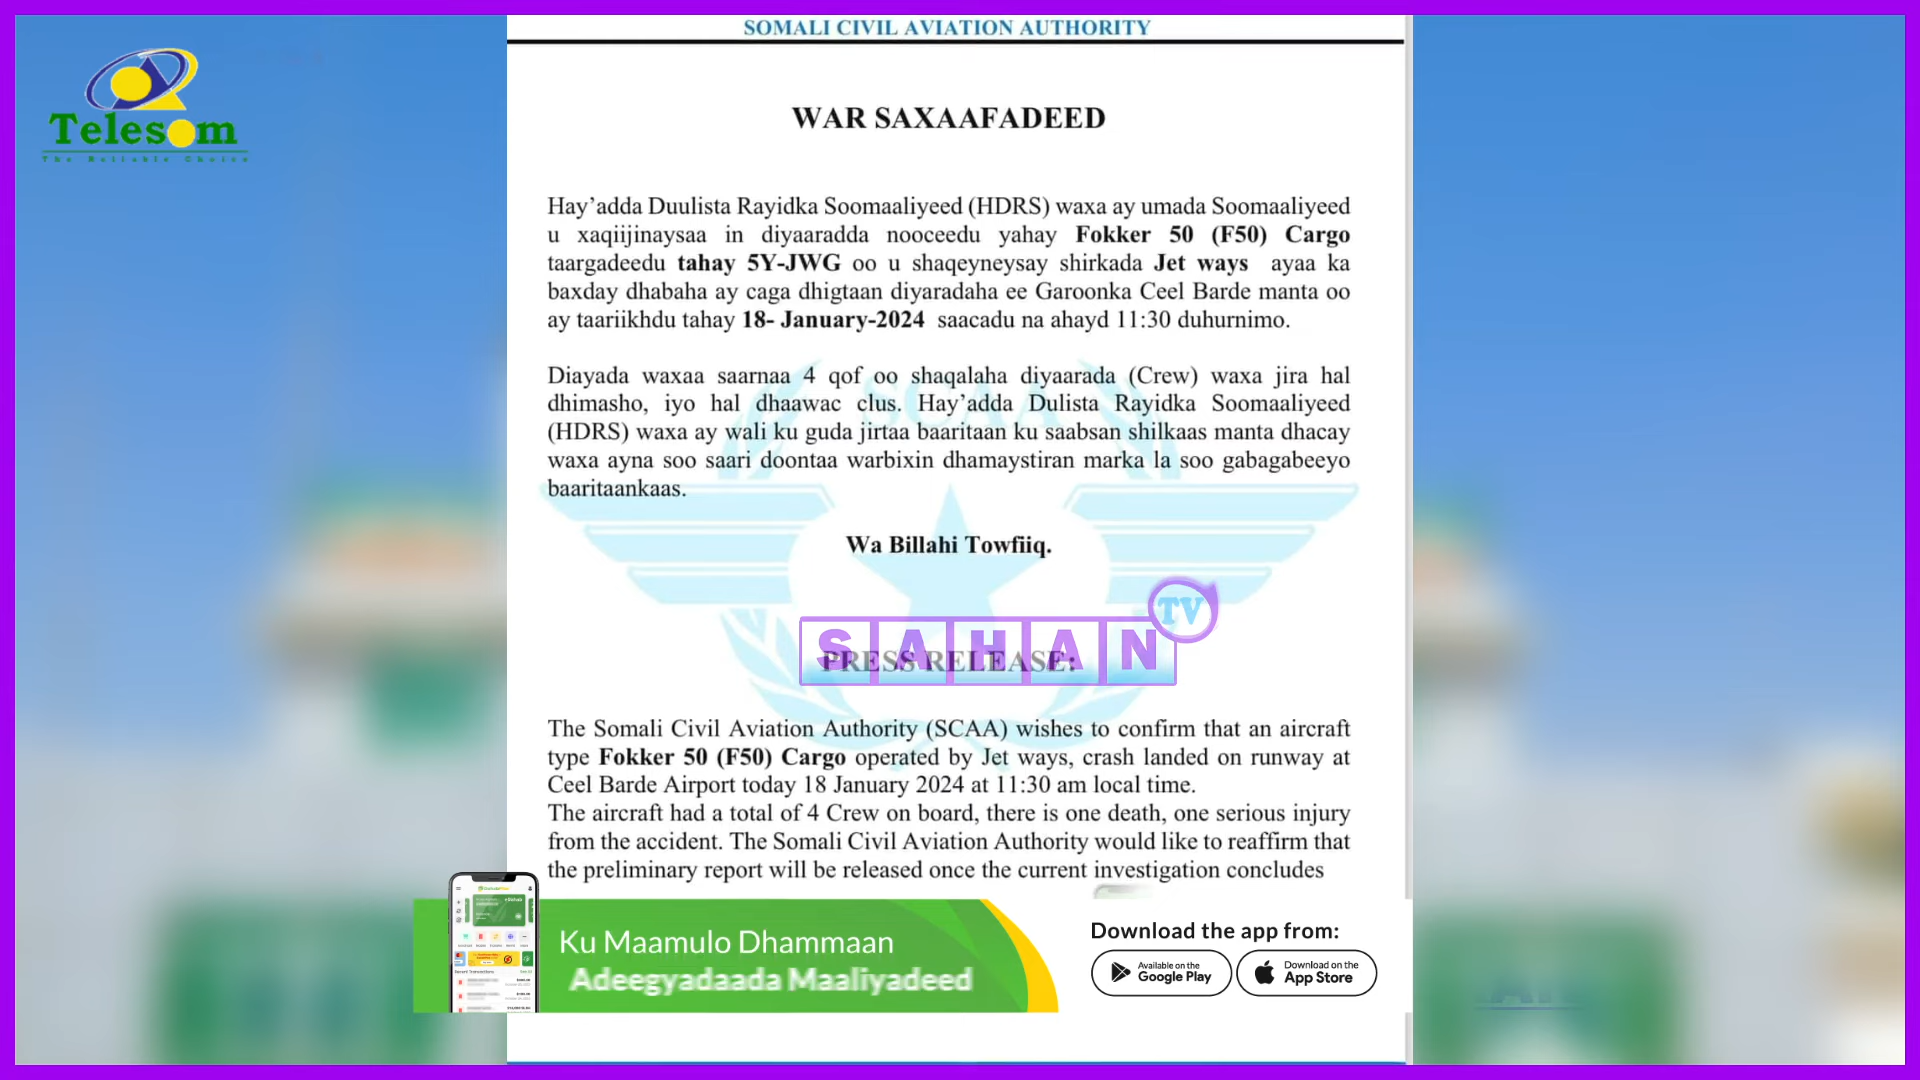 SOMALI CIVIL AVIATION AUTHORITY
Telesom
The Reliable Choice
WAR SAXAAFADEED
Hay’adda Duulista Rayidka Soomaaliyeed (HDRS) waxa ay umada Soomaaliyeed
u xaqiijinaysaa in diyaaradda nooceedu yahay Fokker 50 (F50) Cargo
taargadeedu tahay 5Y-JWG oo u shaqeyneysay shirkada Jet ways ayaa ka
baxday dhabaha ay caga dhigtaan diyaradaha ee Garoonka Ceel Barde manta oo
ay taariikhdu tahay 18- January-2024 saacadu na ahayd 11:30 duhurnimo.
Diayada waxaa saarnaa 4 qof oo shaqalaha diyaarada (Crew) waxa jira hal
dhimasho, iyo hal dhaawac clus. Hay’adda Dulista Rayidka Soomaaliyeed
(HDRS) waxa ay wali ku guda jirtaa baaritaan ku saabsan shilkaas manta dhacay
waxa ayna soo saari doontaa warbixin dhamaystiran marka la soo gabagabeeyo
baaritaankaas.
SCAA
Wa Billahi Towfiiq.
SAHAN TV
PRESS RELEASE:
The Somali Civil Aviation Authority (SCAA) wishes to confirm that an aircraft
type Fokker 50 (F50) Cargo operated by Jet ways, crash landed on runway at
Ceel Barde Airport today 18 January 2024 at 11:30 am local time.
The aircraft had a total of 4 Crew on board, there is one death, one serious injury
from the accident. The Somali Civil Aviation Authority would like to reaffirm that
the preliminary report will be released once the current investigation concludes
Ku Maamulo Dhammaan
Adeegyadaada Maaliyadeed
Download the app from:
Available on the
Google Play
Download on the
App Store